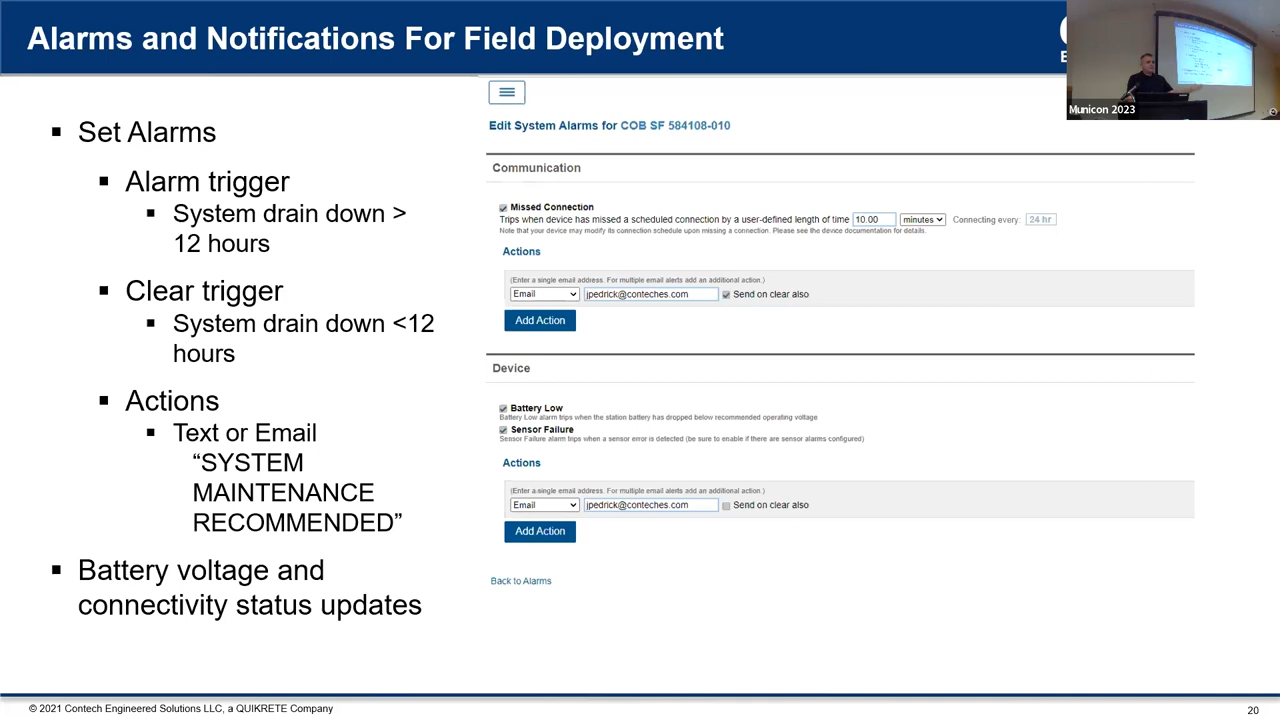 Alarms and Notifications For Field Deployment
Municon 2023
▪ Set Alarms
▪ Alarm trigger
▪ System drain down >
12 hours
▪ Clear trigger
▪ System drain down <12
hours
▪ Actions
▪ Text or Email
“SYSTEM
MAINTENANCE
RECOMMENDED”
▪ Battery voltage and
connectivity status updates
Edit System Alarms for COB SF 584108-010
Communication
Missed Connection
Trips when device has missed a scheduled connection by a user-defined length of time 10.00 minutes Connecting every: 24 hr
Note that your device may modify its connection schedule upon missing a connection. Please see the device documentation for details.
Actions
(Enter a single email address. For multiple email alerts add an additional action.)
Email jpedrick@conteches.com Send on clear also
Add Action
Device
Battery Low
Battery Low alarm trips when the station battery has dropped below recommended operating voltage
Sensor Failure
Sensor Failure alarm trips when a sensor error is detected (be sure to enable if there are sensor alarms configured)
Actions
(Enter a single email address. For multiple email alerts add an additional action.)
Email jpedrick@conteches.com Send on clear also
Add Action
Back to Alarms
© 2021 Contech Engineered Solutions LLC, a QUIKRETE Company
20